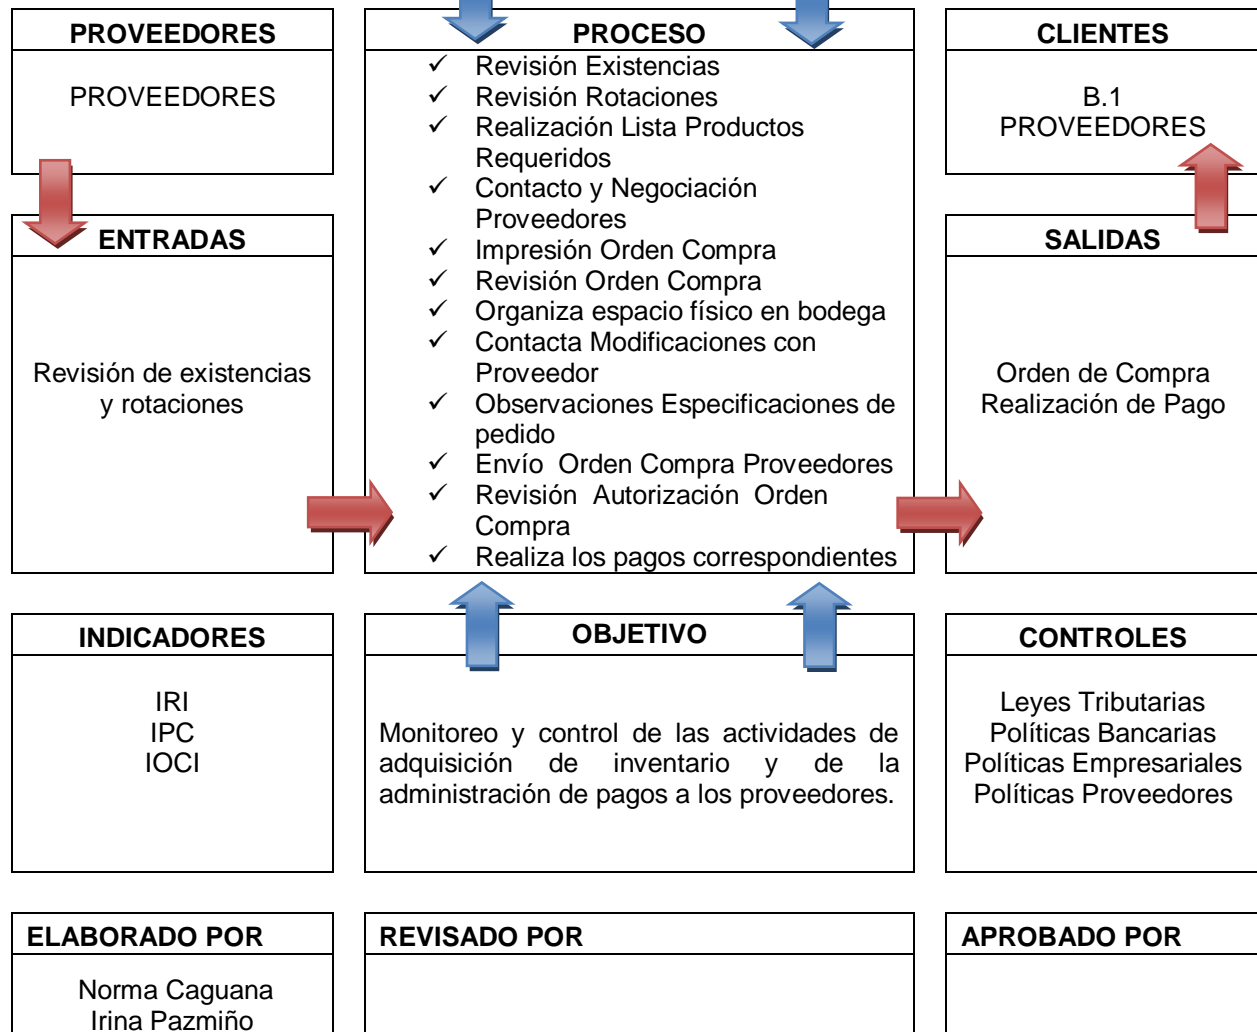 PROVEEDORES
PROVEEDORES
ENTRADAS
Revisión de existencias
y rotaciones
PROCESO
✓ Revisión Existencias
✓ Revisión Rotaciones
✓ Realización Lista Productos
Requeridos
✓ Contacto y Negociación
Proveedores
✓ Impresión Orden Compra
✓ Revisión Orden Compra
✓ Organiza espacio físico en bodega
✓ Contacta Modificaciones con
Proveedor
✓ Observaciones Especificaciones de
pedido
✓ Envío Orden Compra Proveedores
✓ Revisión Autorización Orden
Compra
✓ Realiza los pagos correspondientes
CLIENTES
B.1
PROVEEDORES
SALIDAS
Orden de Compra
Realización de Pago
INDICADORES
IRI
IPC
IOCI
OBJETIVO
Monitoreo y control de las actividades de
adquisición de inventario y de la
administración de pagos a los proveedores.
CONTROLES
Leyes Tributarias
Políticas Bancarias
Políticas Empresariales
Políticas Proveedores
ELABORADO POR
Norma Caguana
Irina Pazmiño
REVISADO POR
APROBADO POR